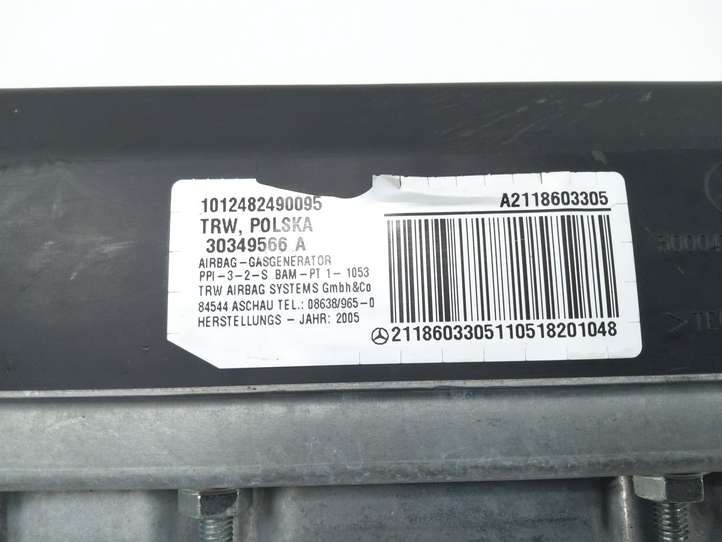 1012482490095
A2118603305
TRW, POLSKA
30349566 A
AIRBAG-GASGENERATOR
PPI-3-2-S BAM-PT 1- 1053
TRW AIRBAG SYSTEMS GmbH&Co
84544 ASCHAU TEL.: 08638/965-0
HERSTELLUNGS - JAHR: 2005
2118603305110518201048